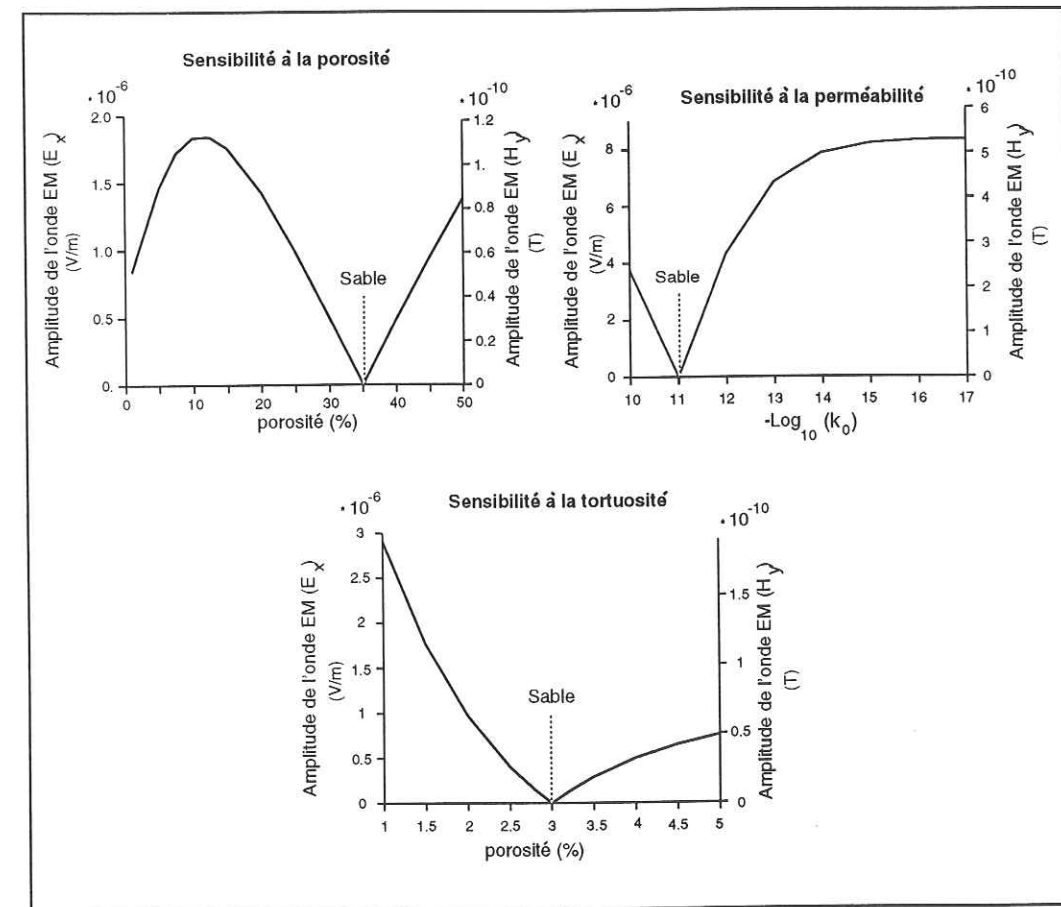 Sensibilité à la porosité
· 10⁻⁶
· 10⁻¹⁰
Amplitude de l'onde EM (E_x)
(V/m)
2.0
1.5
1.0
0.5
0.
1.2
1.
0.8
0.6
0.4
0.2
0
Amplitude de l'onde EM (H_y)
(T)
Sable
0 10 20 30 40 50
porosité (%)
Sensibilité à la perméabilité
· 10⁻⁶
· 10⁻¹⁰
Amplitude de l'onde EM (E_x)
(V/m)
8
6
4
2
0
6
5
4
3
2
1
0
Amplitude de l'onde EM (H_y)
(T)
Sable
10 11 12 13 14 15 16 17
-Log₁₀ (k₀)
Sensibilité à la tortuosité
· 10⁻⁶
· 10⁻¹⁰
Amplitude de l'onde EM (E_x)
(V/m)
3
2.5
2
1.5
1
0.5
0
1.5
1
0.5
0
Amplitude de l'onde EM (H_y)
(T)
Sable
1 1.5 2 2.5 3 3.5 4 4.5 5
porosité (%)